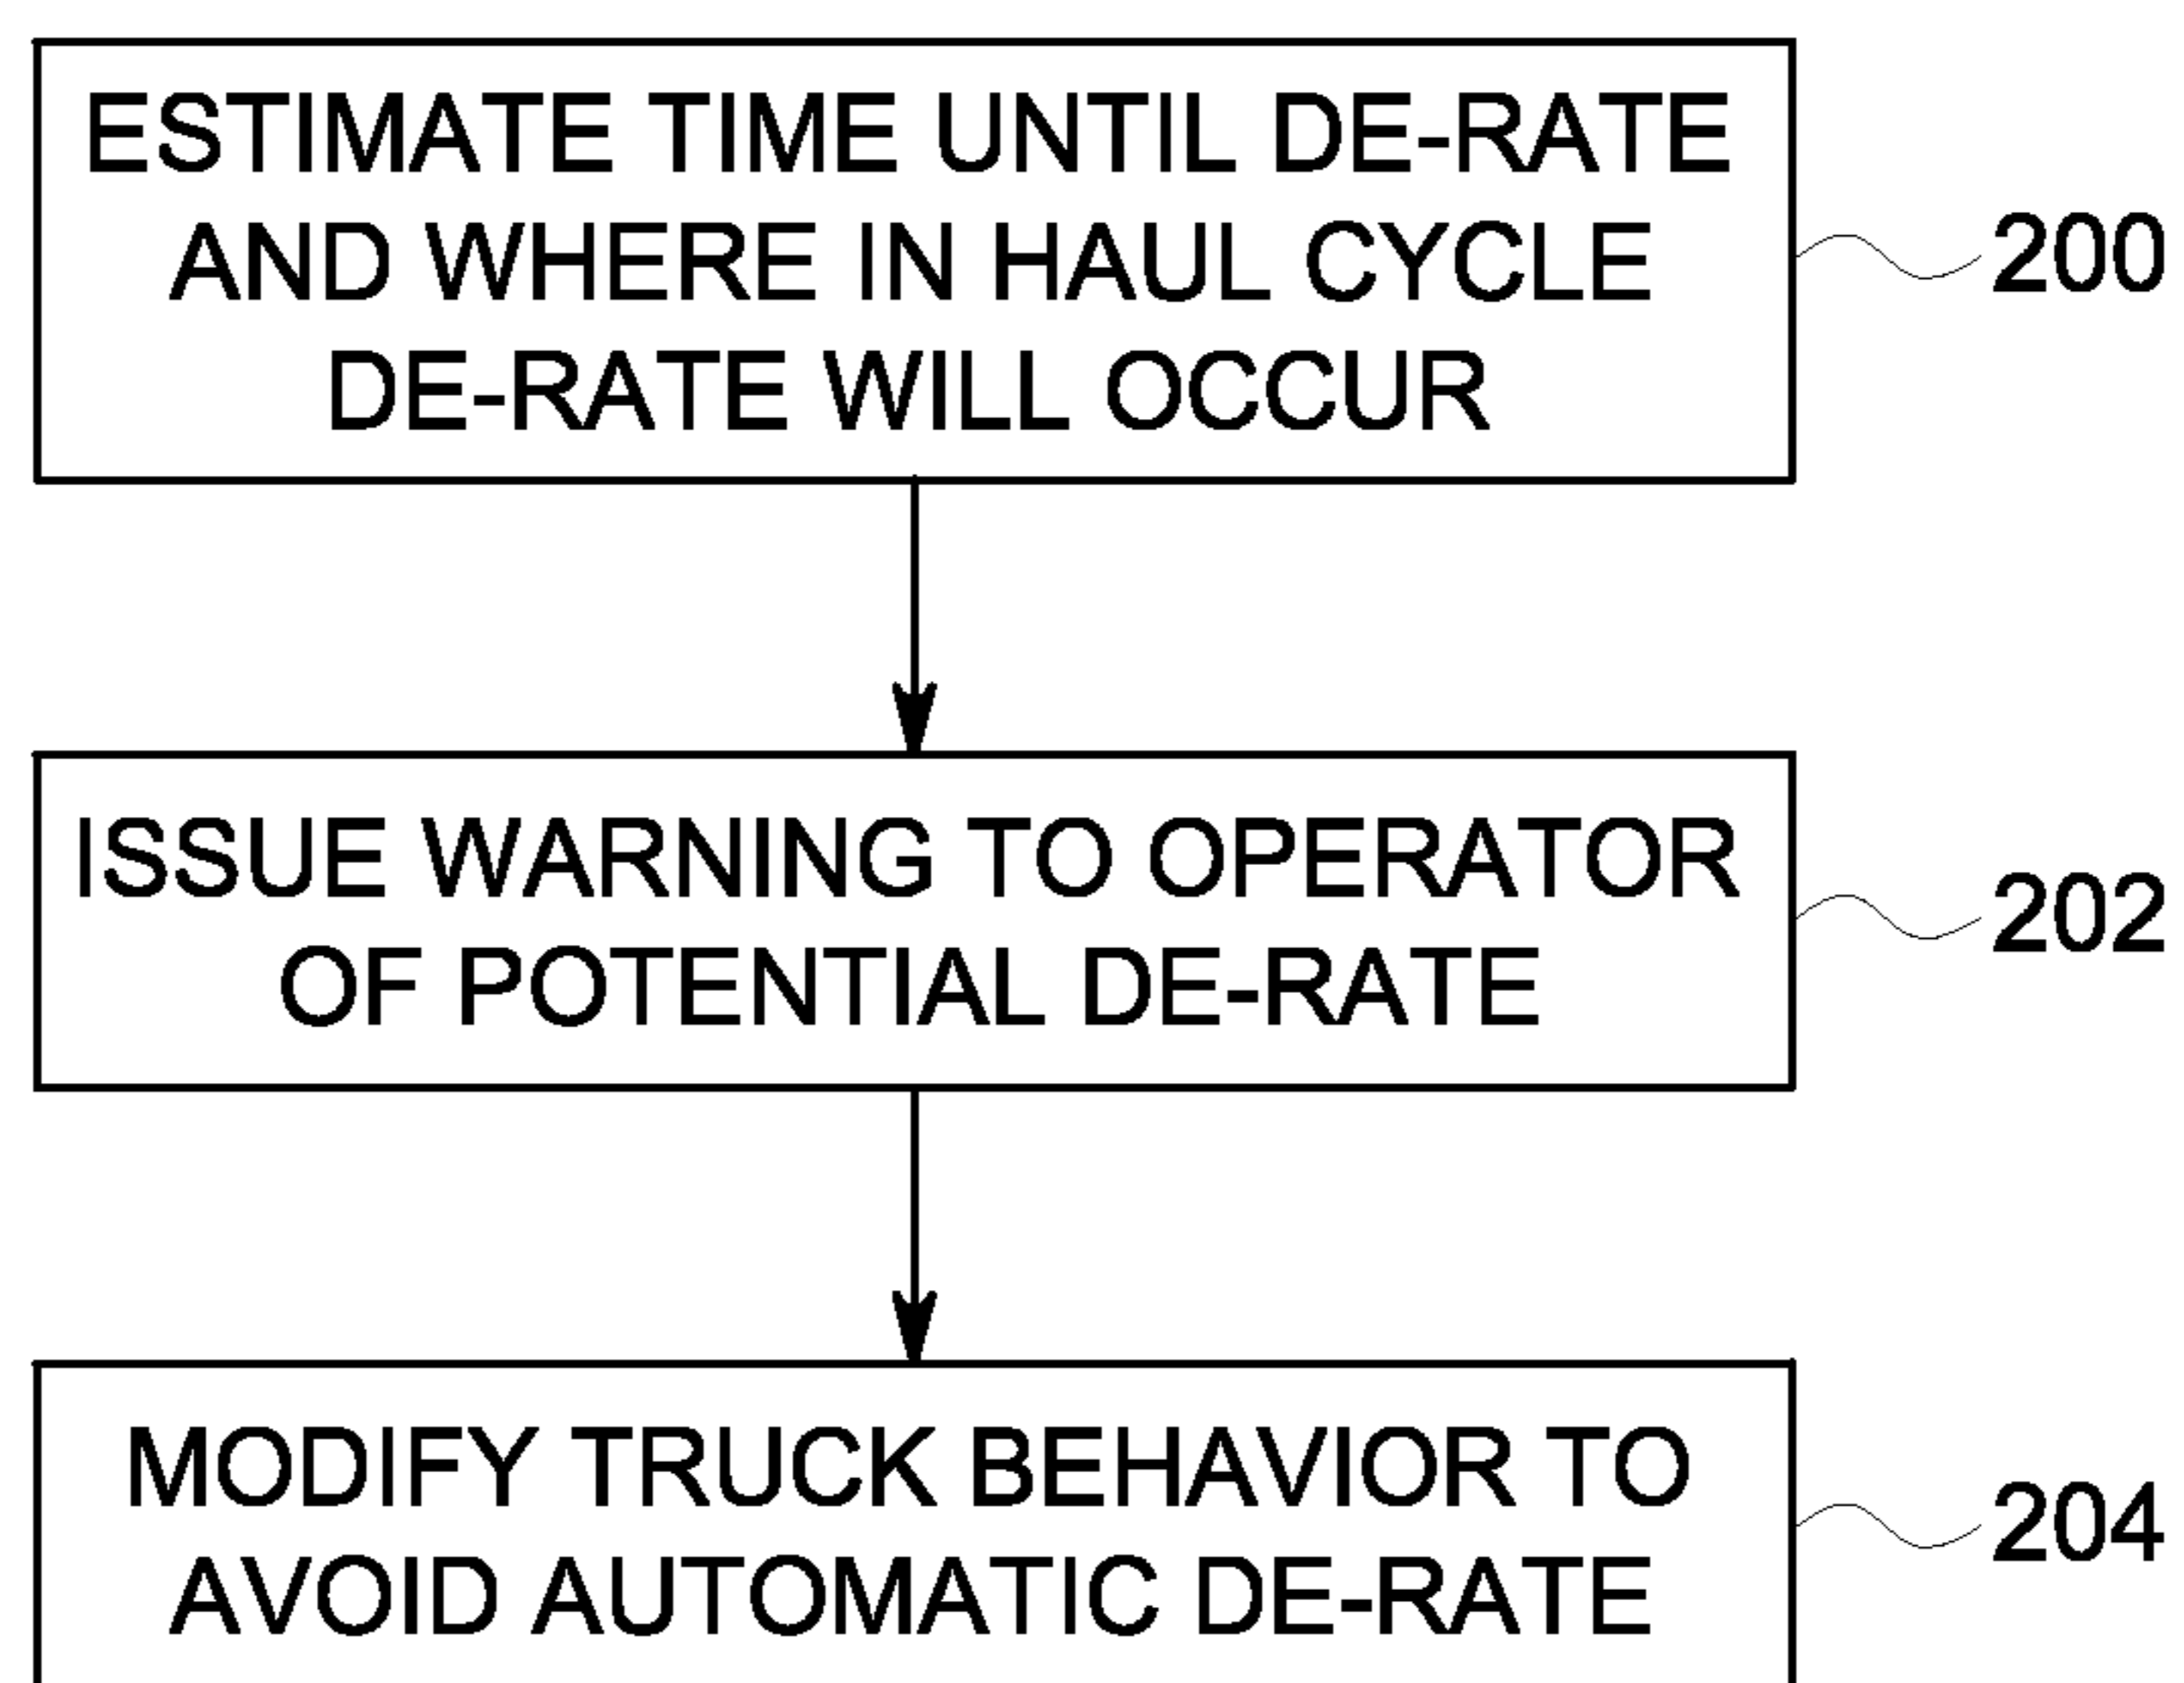 ESTIMATE TIME UNTIL DE-RATE
AND WHERE IN HAUL CYCLE
DE-RATE WILL OCCUR
200
ISSUE WARNING TO OPERATOR
OF POTENTIAL DE-RATE
202
MODIFY TRUCK BEHAVIOR TO
AVOID AUTOMATIC DE-RATE
204